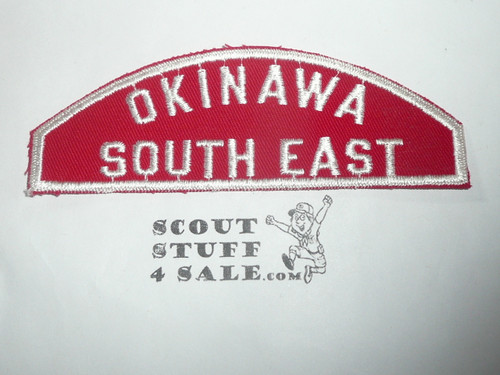 OKINAWA
SOUTH EAST
SCOUT
STUFF
4 SALE.COM